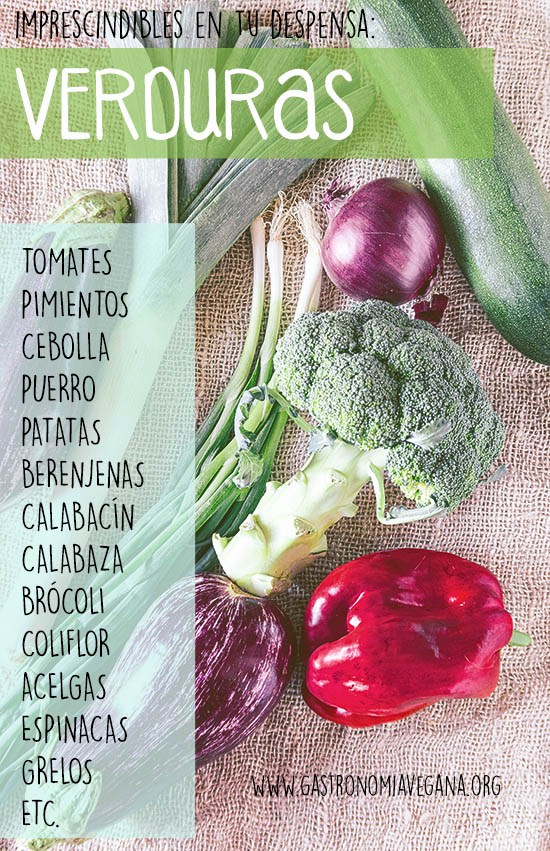 IMPRESCINDIBLES EN TU DESPENSA:
VERDURAS
TOMATES
PIMIENTOS
CEBOLLA
PUERRO
PATATAS
BERENJENAS
CALABACÍN
CALABAZA
BRÓCOLI
COLIFLOR
ACELGAS
ESPINACAS
GRELOS
ETC.
WWW.GASTRONOMIAVEGANA.ORG